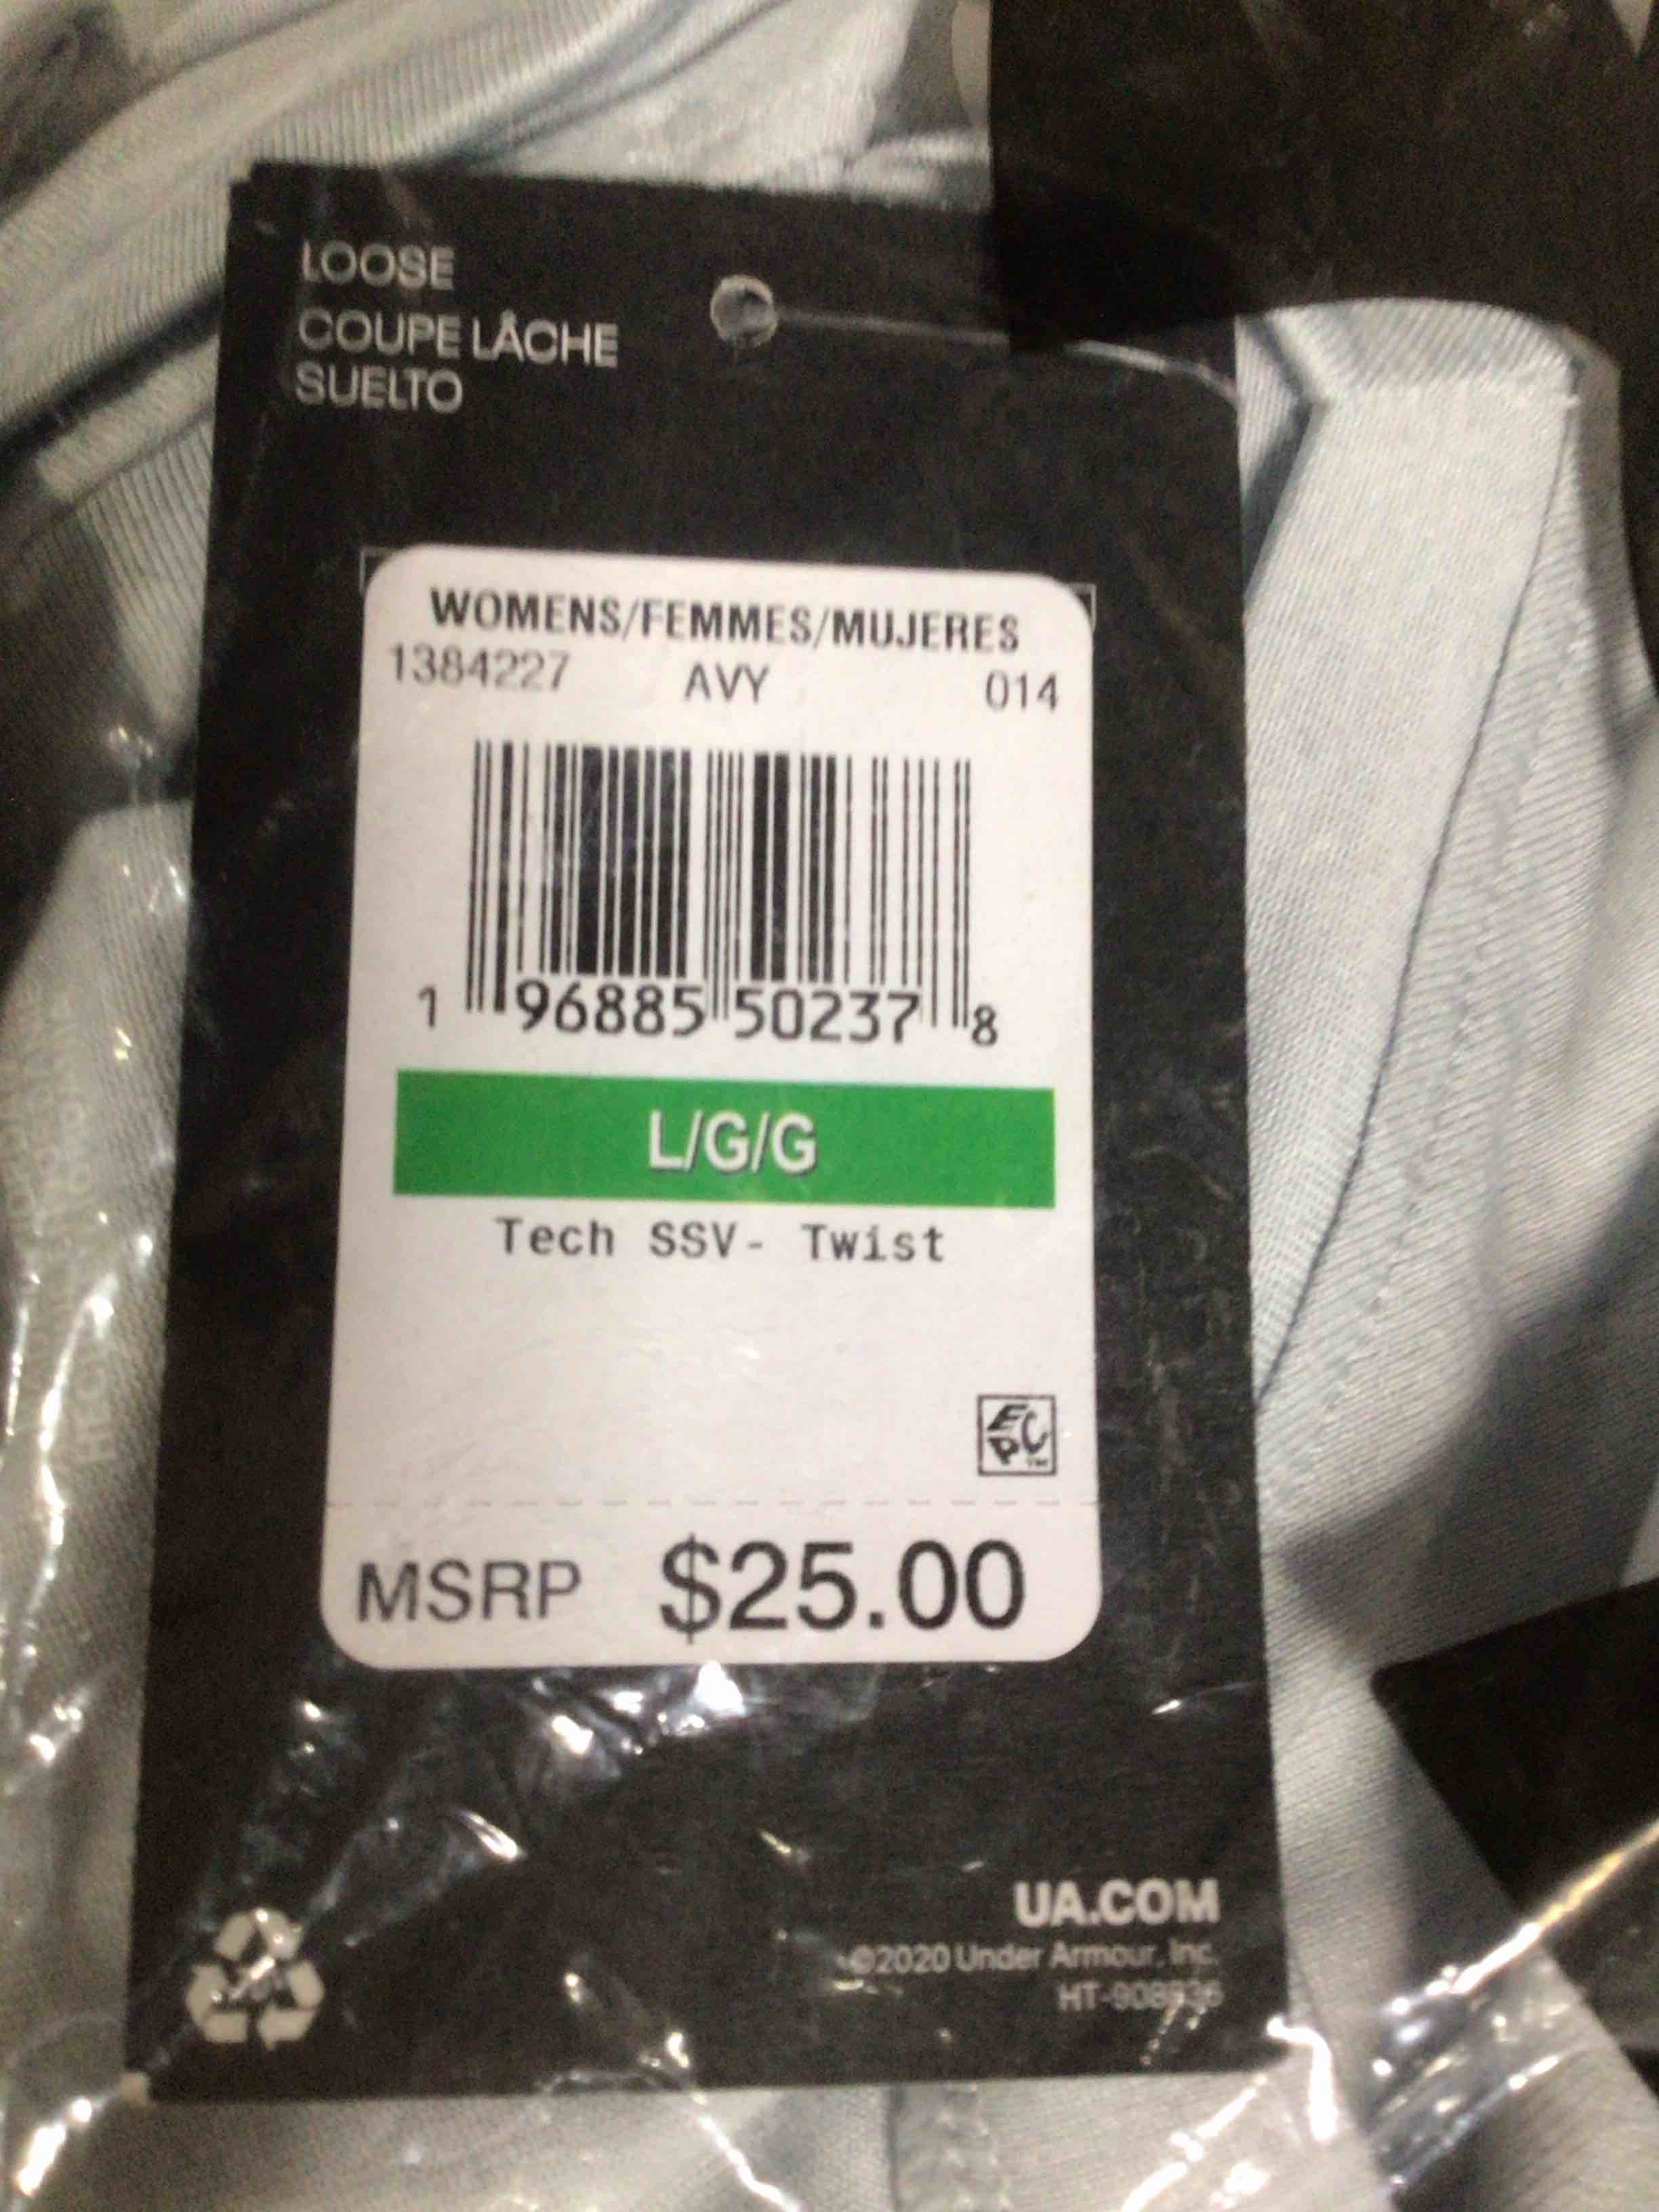 LOOSE
COUPE LÂCHE
SUELTO
WOMENS/FEMMES/MUJERES
1384227 AVY 014
1 96885 50237 8
L/G/G
Tech SSV- Twist
EPC™
MSRP $25.00
UA.COM
©2020 Under Armour, Inc.